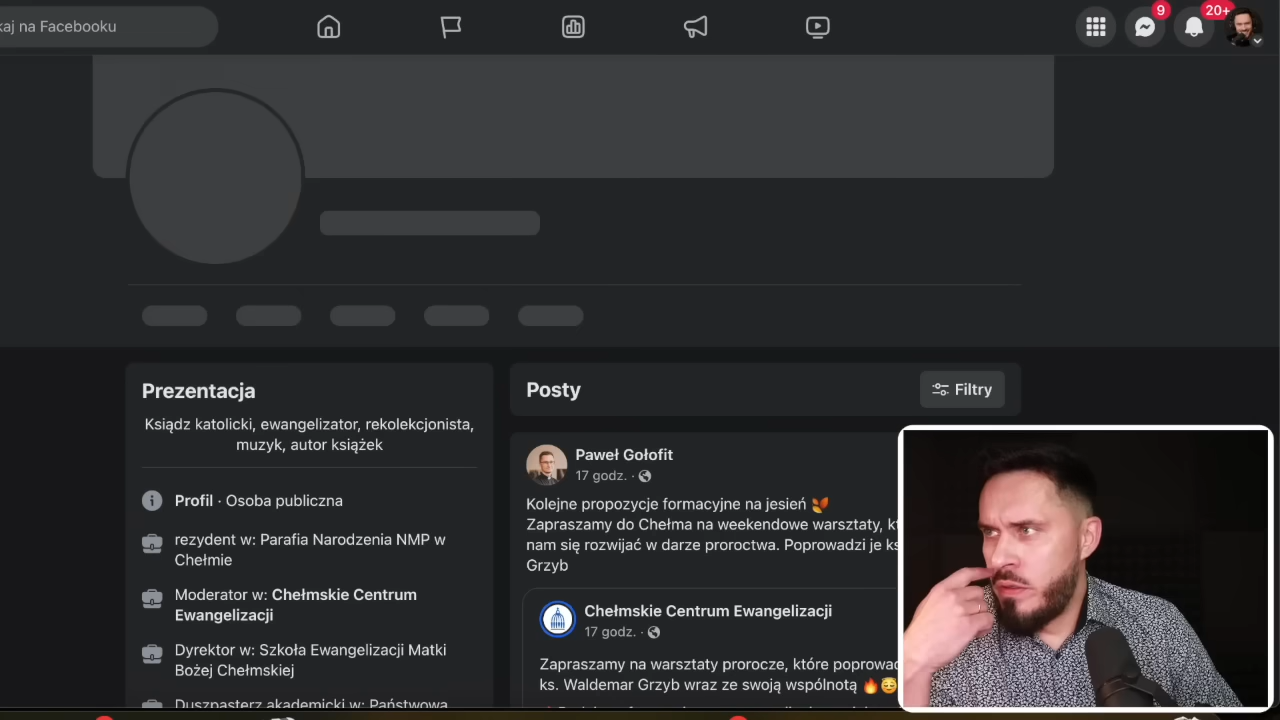 kaj na Facebooku
9
20+
Prezentacja
Ksiądz katolicki, ewangelizator, rekolekcjonista,
muzyk, autor książek
Profil · Osoba publiczna
rezydent w: Parafia Narodzenia NMP w
Chełmie
Moderator w: Chełmskie Centrum
Ewangelizacji
Dyrektor w: Szkoła Ewangelizacji Matki
Bożej Chełmskiej
Duszpasterz akademicki w: Państwowa
Posty
Filtry
Paweł Gołofit
17 godz. ·
Kolejne propozycje formacyjne na jesień
Zapraszamy do Chełma na weekendowe warsztaty, kt
nam się rozwijać w darze proroctwa. Poprowadzi je ks
Grzyb
Chełmskie Centrum Ewangelizacji
17 godz. ·
Zapraszamy na warsztaty prorocze, które poprowad
ks. Waldemar Grzyb wraz ze swoją wspólnotą